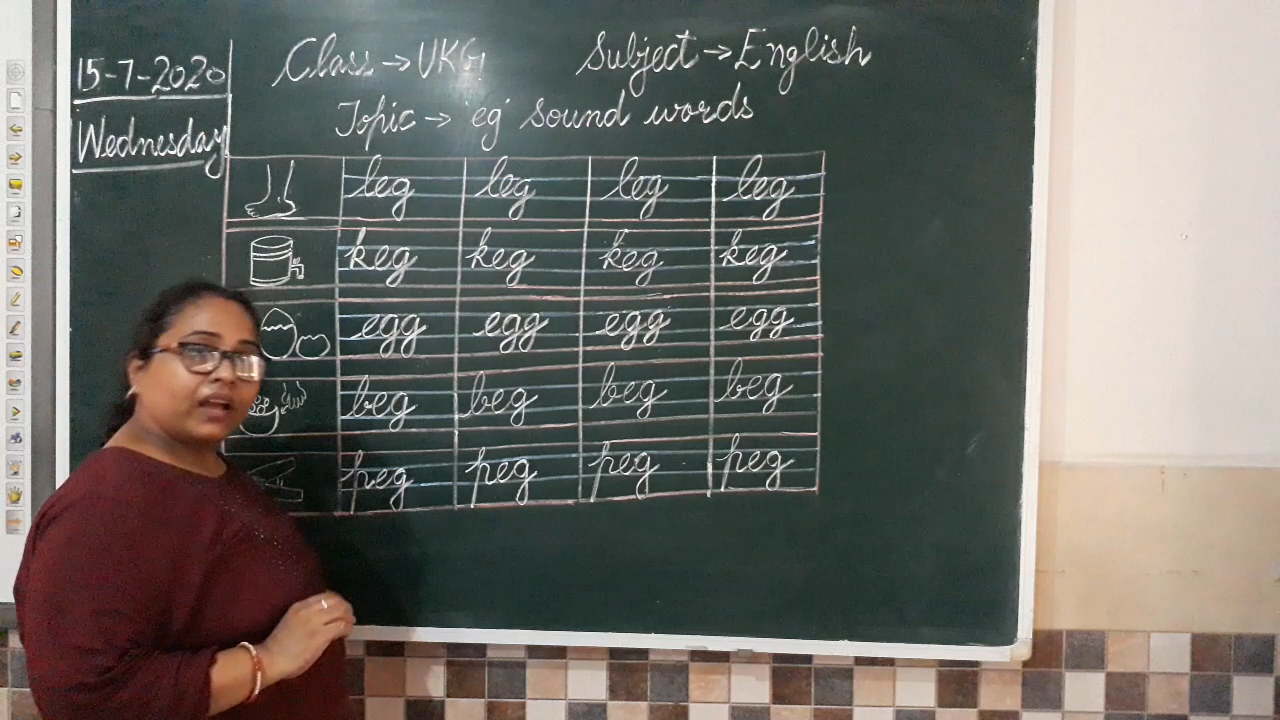 15-7-2020
Wednesday
Class → UKG
Subject → English
Topic → 'eg' sound words
leg leg leg leg
keg keg keg keg
egg egg egg egg
beg beg beg beg
peg peg peg peg